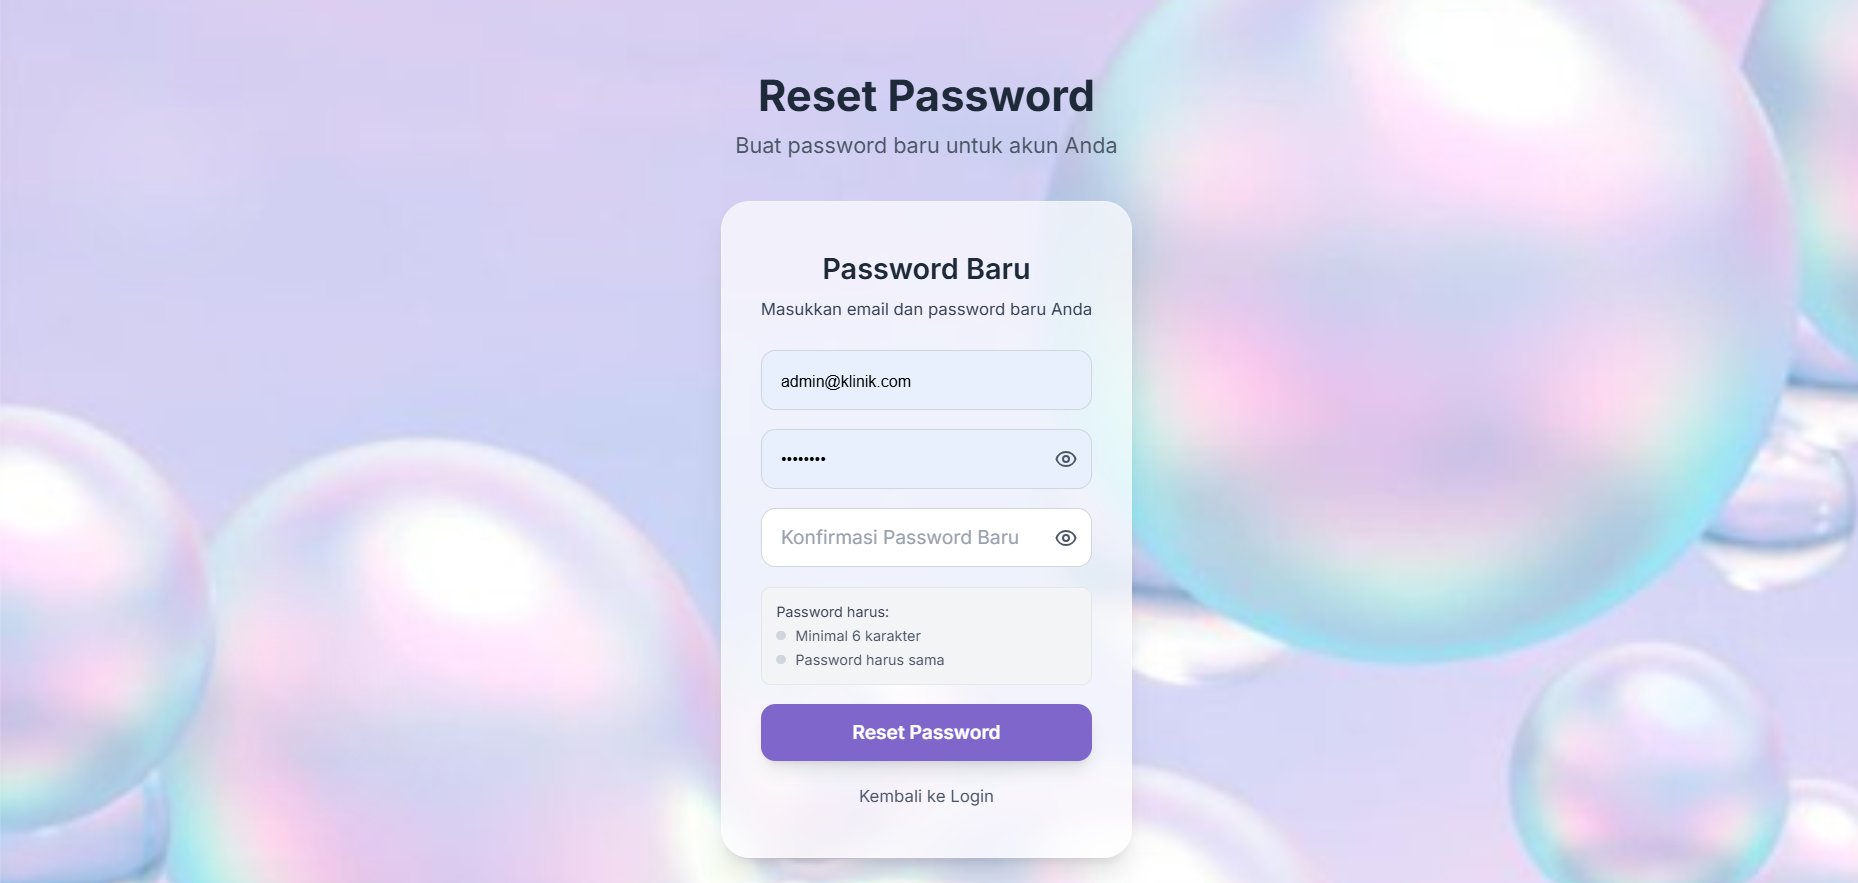 Reset Password
Buat password baru untuk akun Anda
Password Baru
Masukkan email dan password baru Anda
admin@klinik.com
••••••••
Konfirmasi Password Baru
Password harus:
Minimal 6 karakter
Password harus sama
Reset Password
Kembali ke Login